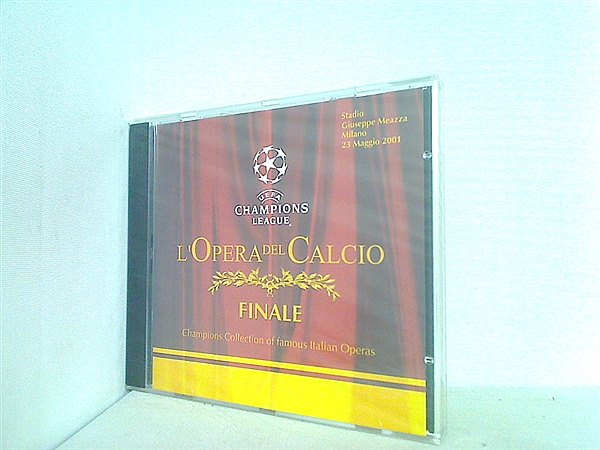 Stadio
Giuseppe Meazza
Milano
23 Maggio 2001
UEFA
CHAMPIONS
LEAGUE®
L'OPERA DEL CALCIO
FINALE
Champions Collection of famous Italian Operas